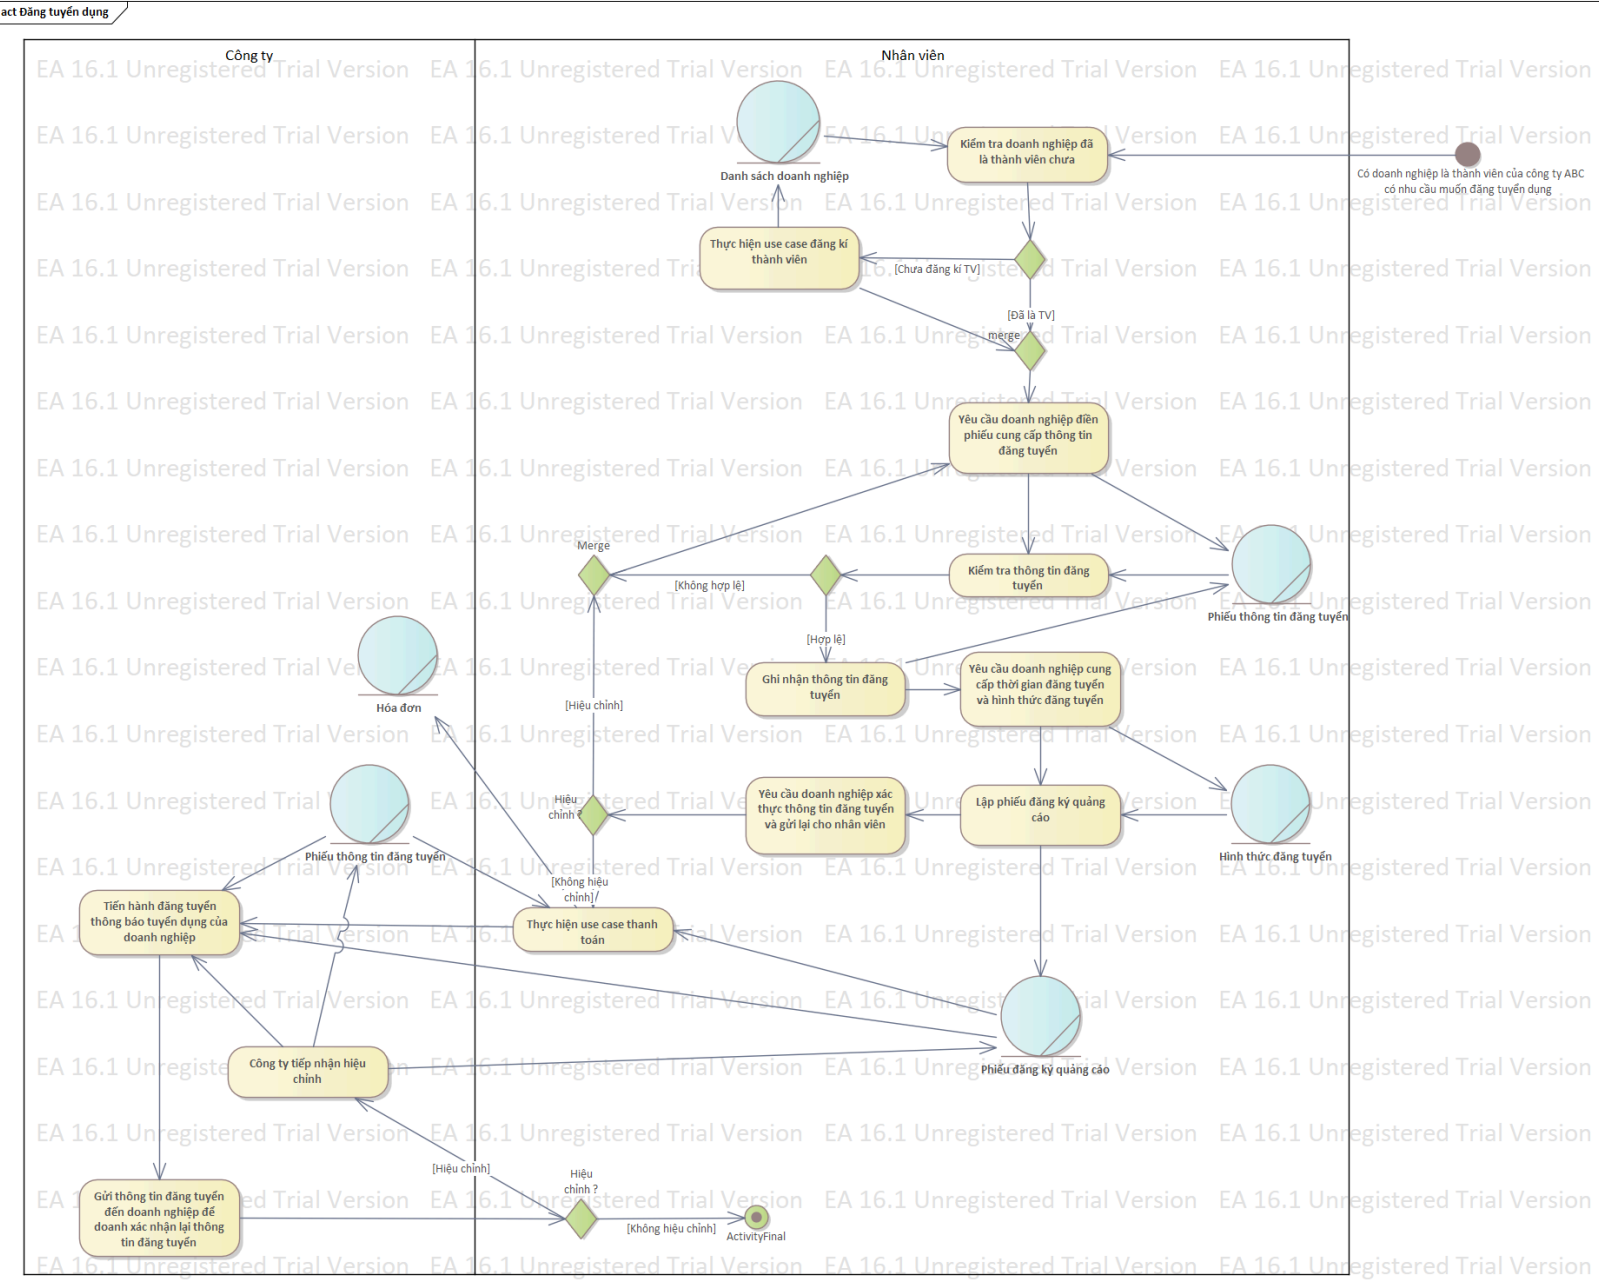 act Đăng tuyển dụng
Công ty
Nhân viên
Danh sách doanh nghiệp
Kiểm tra doanh nghiệp đã
là thành viên chưa
Có doanh nghiệp là thành viên của công ty ABC
có nhu cầu muốn đăng tuyển dụng
Thực hiện use case đăng kí
thành viên
[Chưa đăng kí TV]
[Đã là TV]
merge
Yêu cầu doanh nghiệp điền
phiếu cung cấp thông tin
đăng tuyển
Merge
[Không hợp lệ]
Kiểm tra thông tin đăng
tuyển
Phiếu thông tin đăng tuyển
[Hợp lệ]
Ghi nhận thông tin đăng
tuyển
Yêu cầu doanh nghiệp cung
cấp thời gian đăng tuyển
và hình thức đăng tuyển
Hóa đơn
[Hiệu chỉnh]
Hiệu
chỉnh ?
Yêu cầu doanh nghiệp xác
thực thông tin đăng tuyển
và gửi lại cho nhân viên
Lập phiếu đăng ký quảng
cáo
Hình thức đăng tuyển
Phiếu thông tin đăng tuyển
[Không hiệu
chỉnh]
Tiến hành đăng tuyển
thông báo tuyển dụng của
doanh nghiệp
Thực hiện use case thanh
toán
Công ty tiếp nhận hiệu
chỉnh
Phiếu đăng ký quảng cáo
[Hiệu chỉnh]
Hiệu
chỉnh ?
Gửi thông tin đăng tuyển
đến doanh nghiệp để
doanh xác nhận lại thông
tin đăng tuyển
[Không hiệu chỉnh]
ActivityFinal
EA 16.1 Unregistered Trial Version